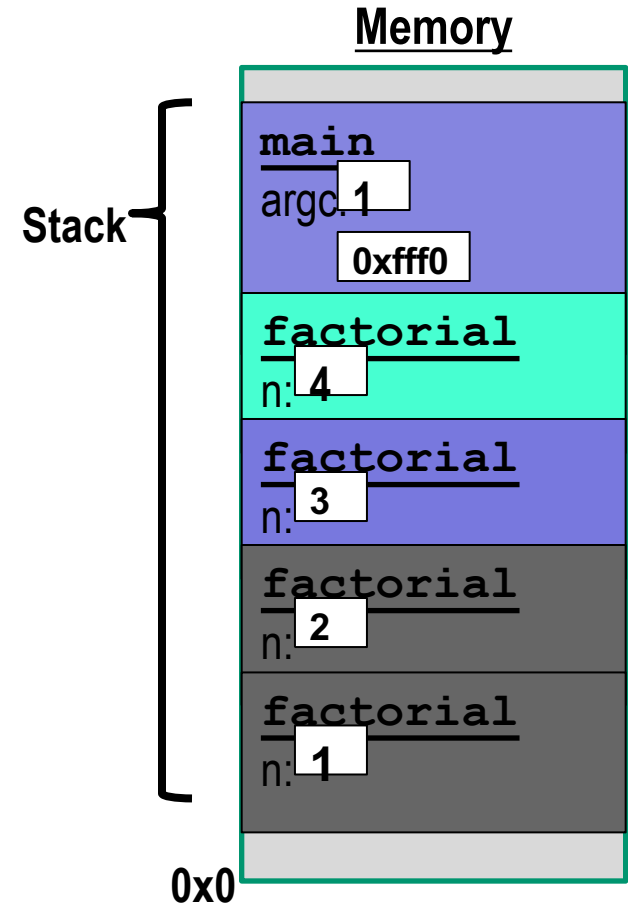 Memory
Stack
main
argc: 1
0xfff0
factorial
n: 4
factorial
n: 3
factorial
n: 2
factorial
n: 1
0x0